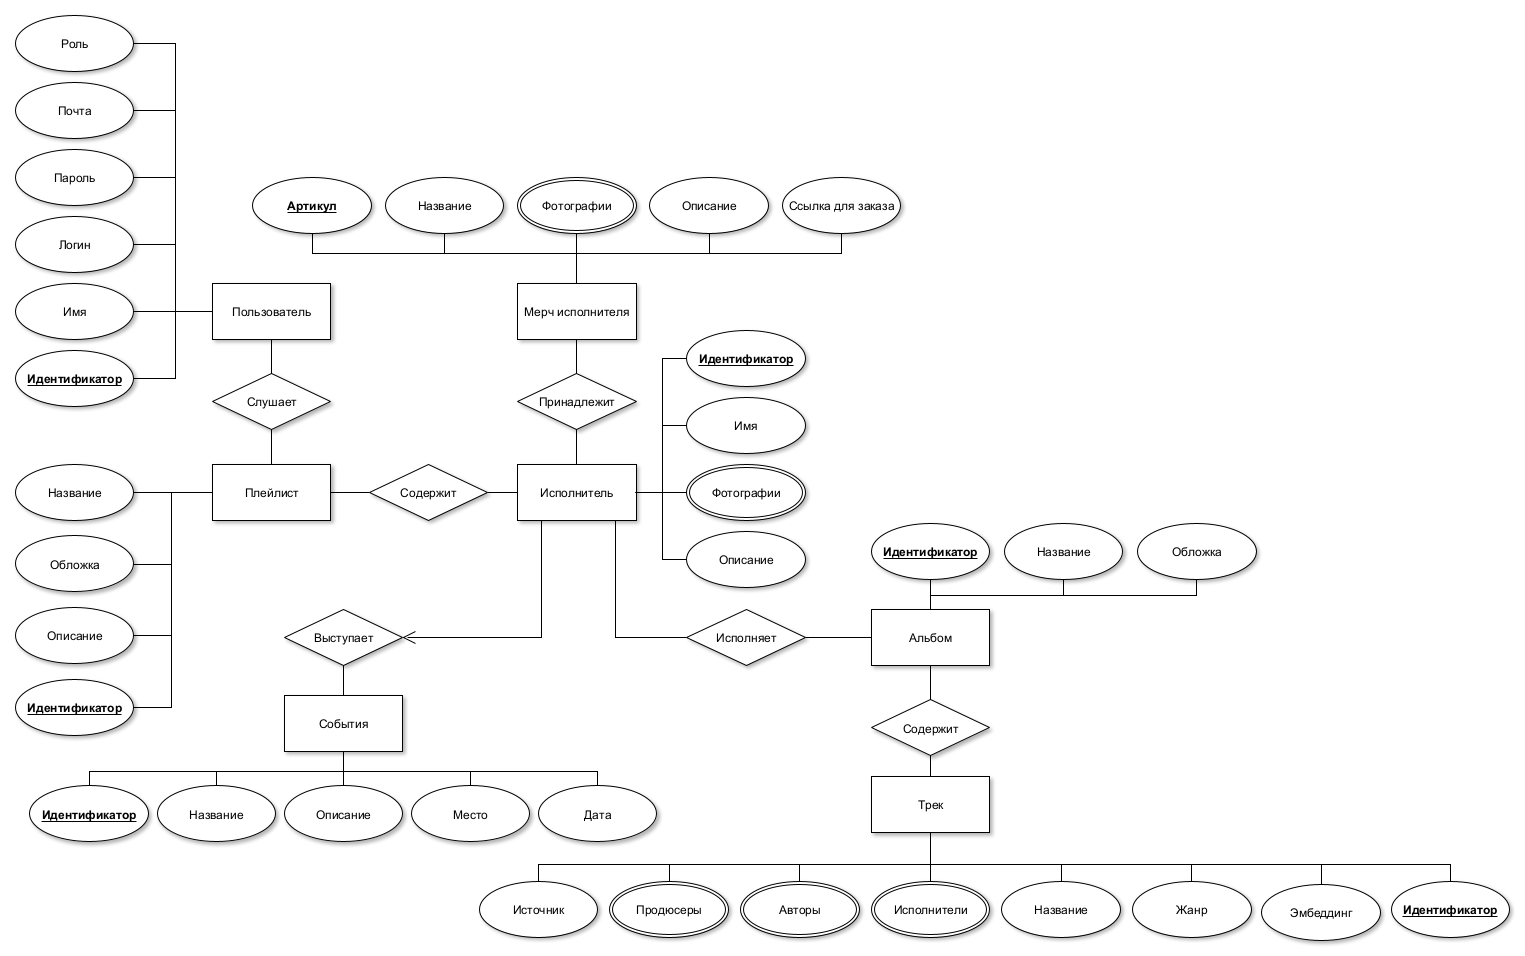 Роль
Почта
Пароль
Логин
Имя
Идентификатор
Пользователь
Слушает
Артикул
Название
Фотографии
Описание
Ссылка для заказа
Мерч исполнителя
Принадлежит
Идентификатор
Имя
Фотографии
Описание
Название
Обложка
Описание
Идентификатор
Плейлист
Содержит
Исполнитель
Выступает
Исполняет
Идентификатор
Название
Обложка
Альбом
Содержит
Трек
События
Идентификатор
Название
Описание
Место
Дата
Источник
Продюсеры
Авторы
Исполнители
Название
Жанр
Эмбеддинг
Идентификатор